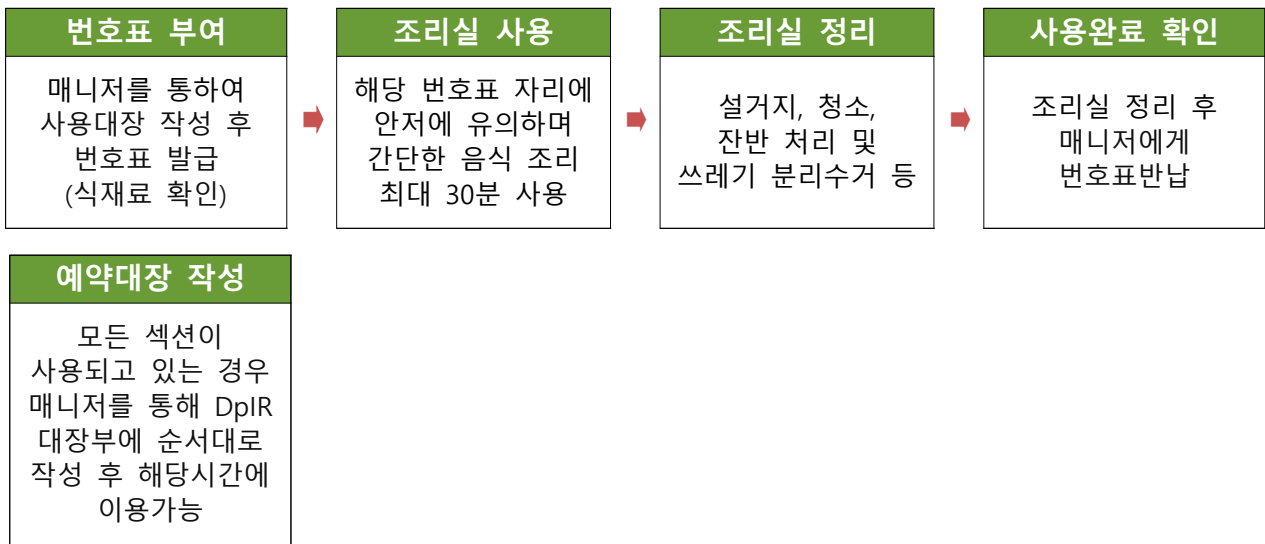 번호표 부여
매니저를 통하여
사용대장 작성 후
번호표 발급
(식재료 확인)
조리실 사용
해당 번호표 자리에
안저에 유의하며
간단한 음식 조리
최대 30분 사용
조리실 정리
설거지, 청소,
잔반 처리 및
쓰레기 분리수거 등
사용완료 확인
조리실 정리 후
매니저에게
번호표반납
예약대장 작성
모든 섹션이
사용되고 있는 경우
매니저를 통해 DpIR
대장부에 순서대로
작성 후 해당시간에
이용가능